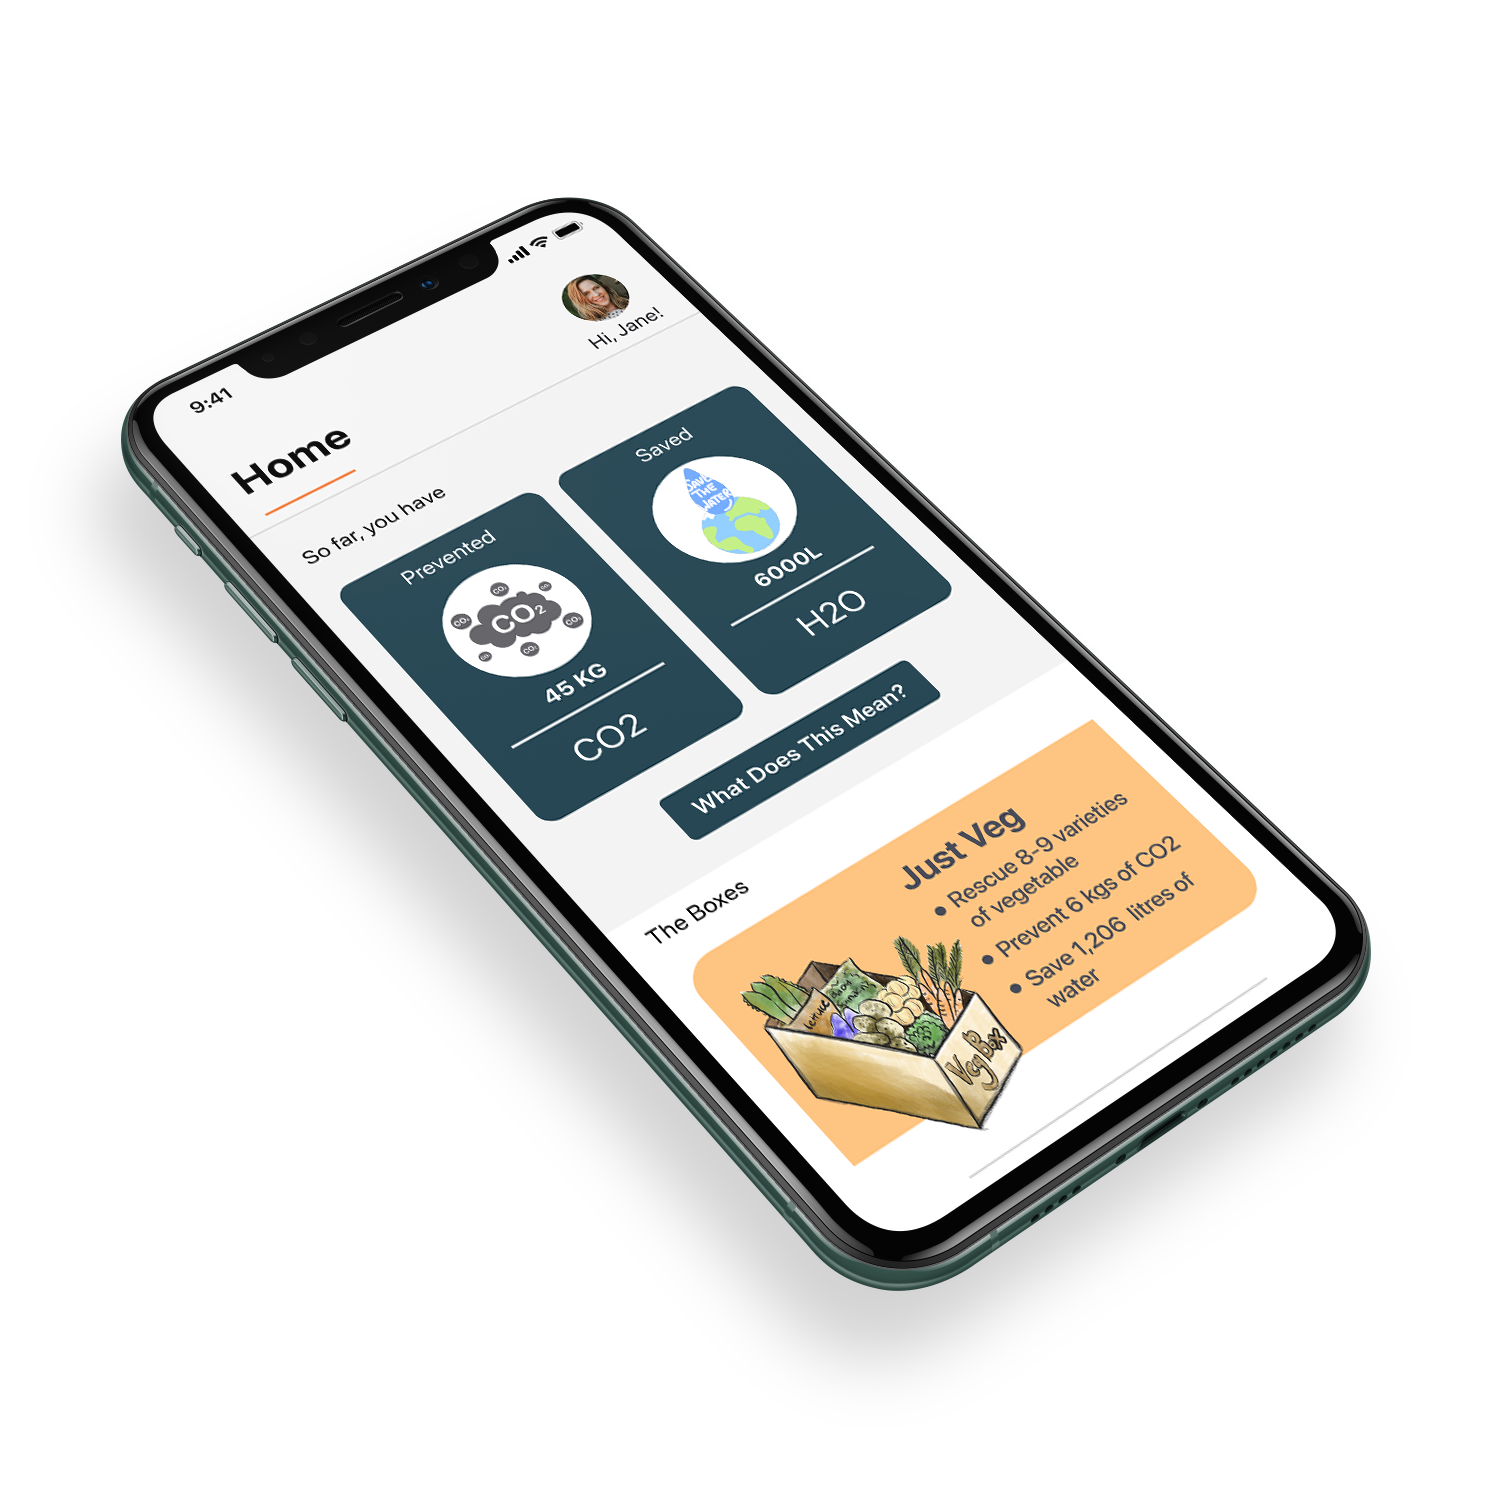 9:41
Home
Hi, Jane!
So far, you have
Prevented
CO2
CO2
CO2
CO2
CO2
CO2
CO2
45 KG
CO2
Saved
SAVE
THE
WATER
6000L
H2O
What Does This Mean?
The Boxes
Just Veg
• Rescue 8-9 varieties
of vegetable
• Prevent 6 kgs of CO2
• Save 1,206 litres of
water
lettuce
Veg Box